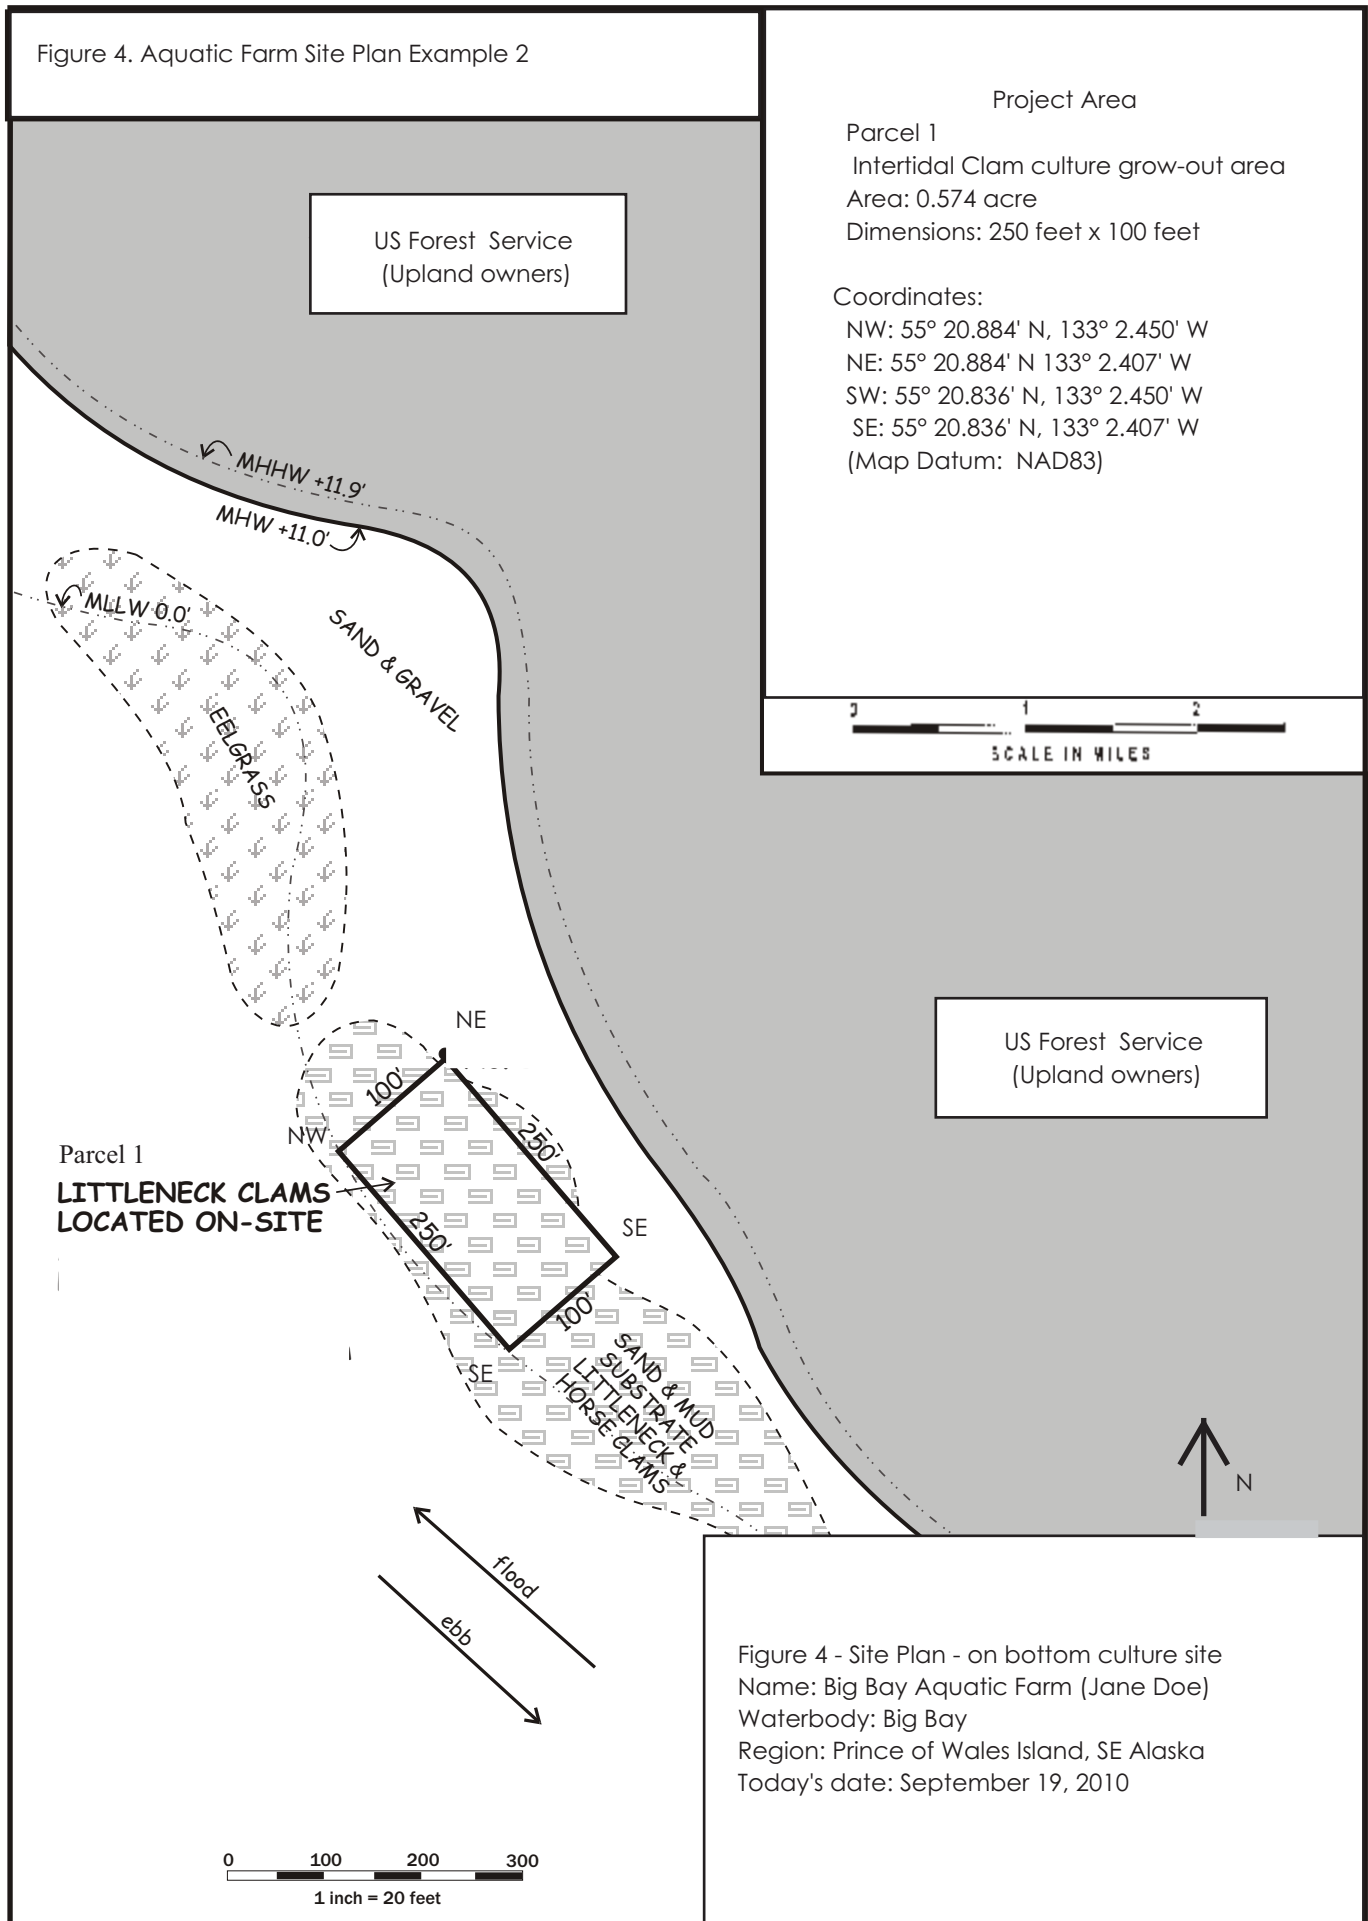 Figure 4. Aquatic Farm Site Plan Example 2
Project Area
Parcel 1
Intertidal Clam culture grow-out area
Area: 0.574 acre
Dimensions: 250 feet x 100 feet
Coordinates:
NW: 55° 20.884' N, 133° 2.450' W
NE: 55° 20.884' N 133° 2.407' W
SW: 55° 20.836' N, 133° 2.450' W
SE: 55° 20.836' N, 133° 2.407' W
(Map Datum: NAD83)
0 1 2
SCALE IN MILES
US Forest Service
(Upland owners)
MHHW +11.9'
MHW +11.0'
MLLW 0.0'
SAND & GRAVEL
EELGRASS
NE
100'
NW
250'
Parcel 1
LITTLENECK CLAMS
LOCATED ON-SITE
250'
SE
100'
SE
SAND & MUD
SUBSTRATE
LITTLENECK &
HORSE CLAMS
US Forest Service
(Upland owners)
N
flood
ebb
Figure 4 - Site Plan - on bottom culture site
Name: Big Bay Aquatic Farm (Jane Doe)
Waterbody: Big Bay
Region: Prince of Wales Island, SE Alaska
Today's date: September 19, 2010
0 100 200 300
1 inch = 20 feet